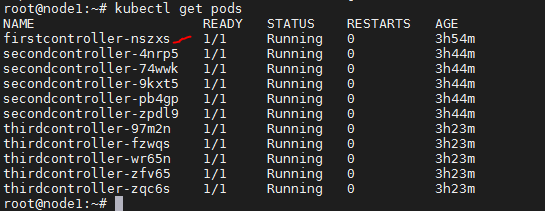 root@node1:~# kubectl get pods
NAME READY STATUS RESTARTS AGE
firstcontroller-nszxs 1/1 Running 0 3h54m
secondcontroller-4nrp5 1/1 Running 0 3h44m
secondcontroller-74wwk 1/1 Running 0 3h44m
secondcontroller-9kxt5 1/1 Running 0 3h44m
secondcontroller-pb4gp 1/1 Running 0 3h44m
secondcontroller-zpdl9 1/1 Running 0 3h44m
thirdcontroller-97m2n 1/1 Running 0 3h23m
thirdcontroller-fzwqs 1/1 Running 0 3h23m
thirdcontroller-wr65n 1/1 Running 0 3h23m
thirdcontroller-zfv65 1/1 Running 0 3h23m
thirdcontroller-zqc6s 1/1 Running 0 3h23m
root@node1:~#